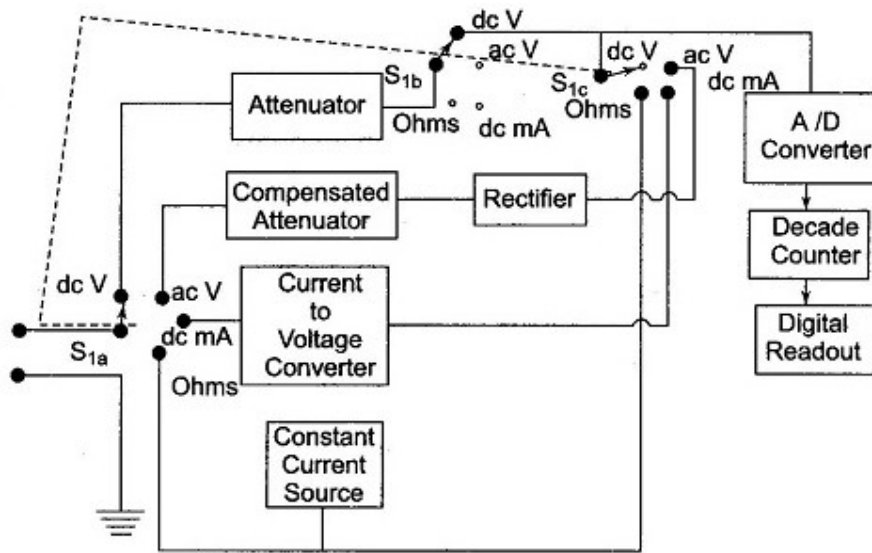 dc V
ac V
S1b
dc V
ac V
S1c
dc mA
Attenuator
Ohms
dc mA
Ohms
A /D
Converter
Compensated
Attenuator
Rectifier
Decade
Counter
dc V
ac V
Current
to
Voltage
Converter
dc mA
S1a
Ohms
Digital
Readout
Constant
Current
Source